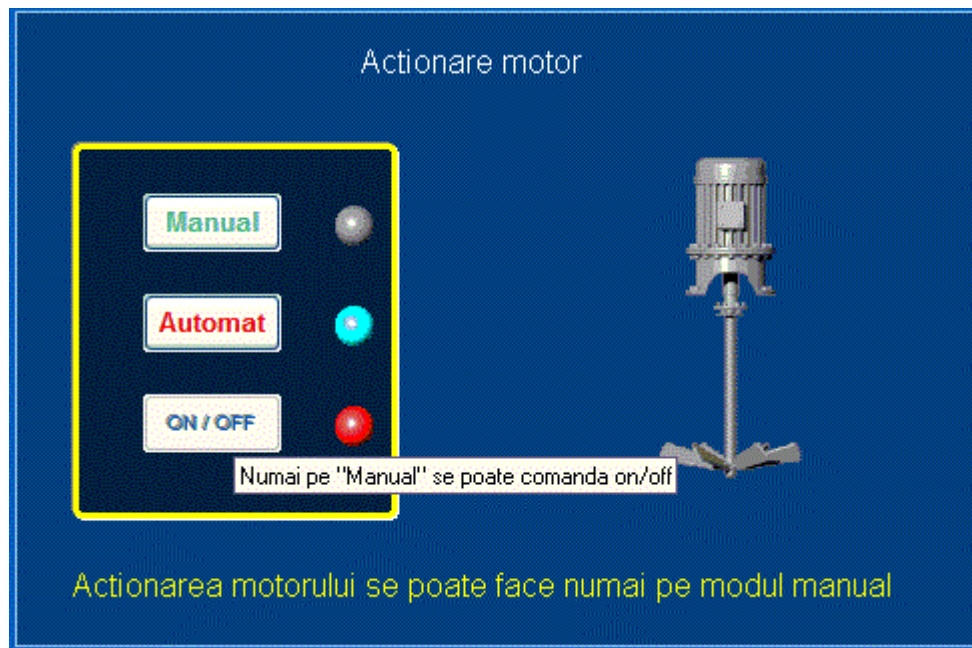 Actionare motor
Manual
Automat
ON / OFF
Numai pe "Manual" se poate comanda on/off
Actionarea motorului se poate face numai pe modul manual